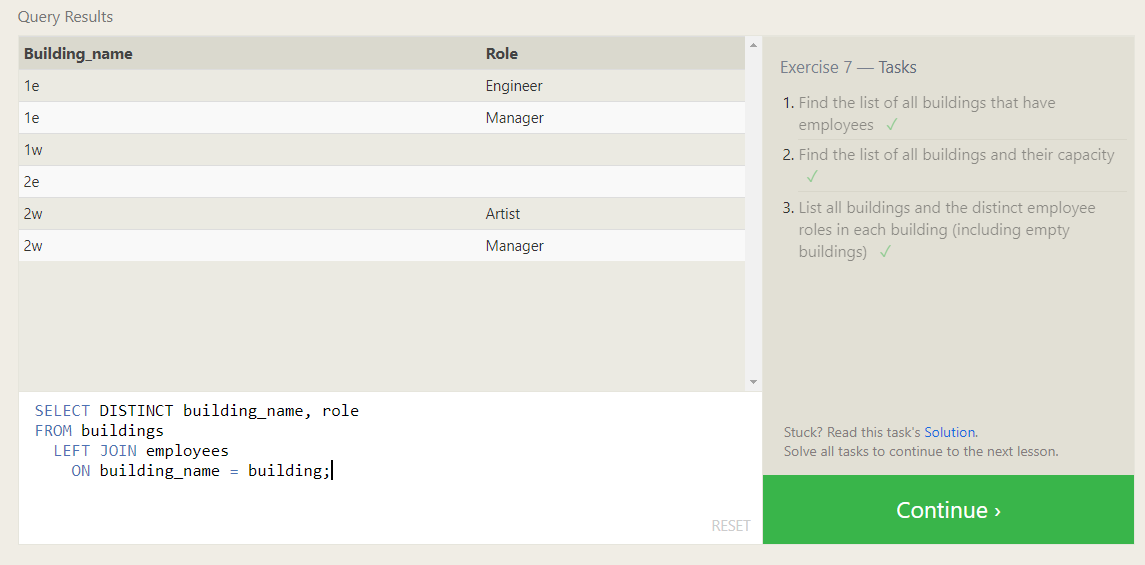 Query Results
Building_name Role
1e Engineer
1e Manager
1w
2e
2w Artist
2w Manager
SELECT DISTINCT building_name, role
FROM buildings
LEFT JOIN employees
ON building_name = building;
RESET
Exercise 7 — Tasks
1. Find the list of all buildings that have
employees ✓
2. Find the list of all buildings and their capacity
✓
3. List all buildings and the distinct employee
roles in each building (including empty
buildings) ✓
Stuck? Read this task's Solution.
Solve all tasks to continue to the next lesson.
Continue ›